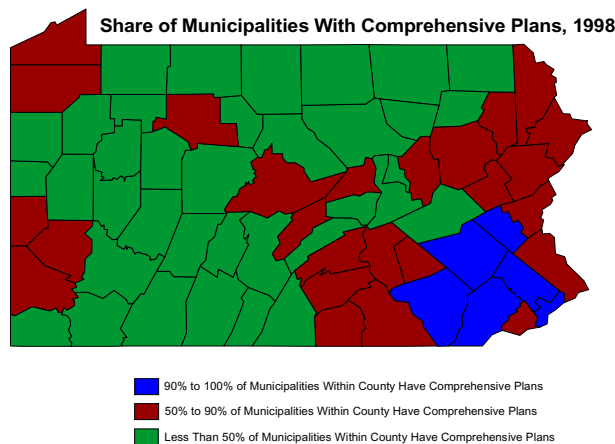 Share of Municipalities With Comprehensive Plans, 1998
90% to 100% of Municipalities Within County Have Comprehensive Plans
50% to 90% of Municipalities Within County Have Comprehensive Plans
Less Than 50% of Municipalities Within County Have Comprehensive Plans